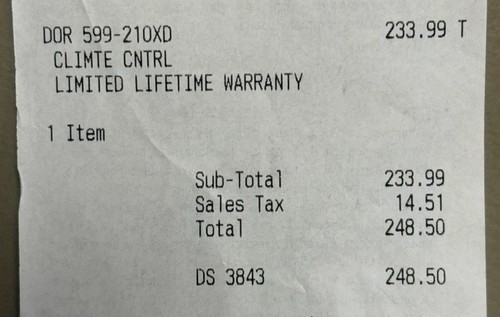 DOR 599-210XD 233.99 T
CLIMTE CNTRL
LIMITED LIFETIME WARRANTY
1 Item
Sub-Total 233.99
Sales Tax 14.51
Total 248.50
DS 3843 248.50